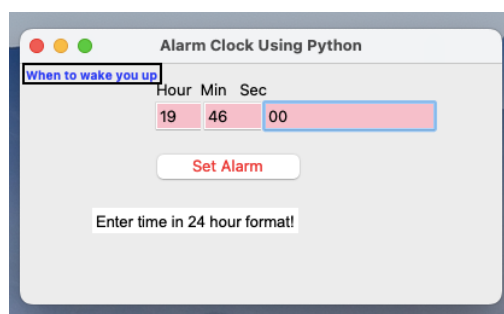 Alarm Clock Using Python
When to wake you up
Hour Min Sec
19 46 00
Set Alarm
Enter time in 24 hour format!